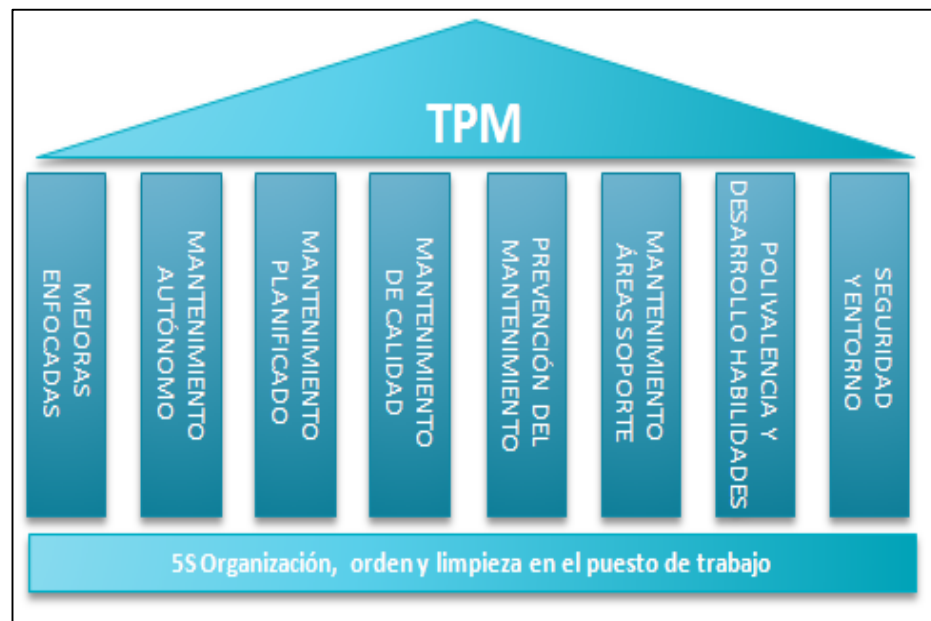 TPM
MEJORAS
ENFOCADAS
MANTENIMIENTO
AUTÓNOMO
MANTENIMIENTO
PLANIFICADO
MANTENIMIENTO
DE CALIDAD
PREVENCIÓN DEL
MANTENIMIENTO
MANTENIMIENTO
ÁREAS SOPORTE
POLIVALENCIA Y
DESARROLLO HABILIDADES
SEGURIDAD
Y ENTORNO
5S Organización, orden y limpieza en el puesto de trabajo